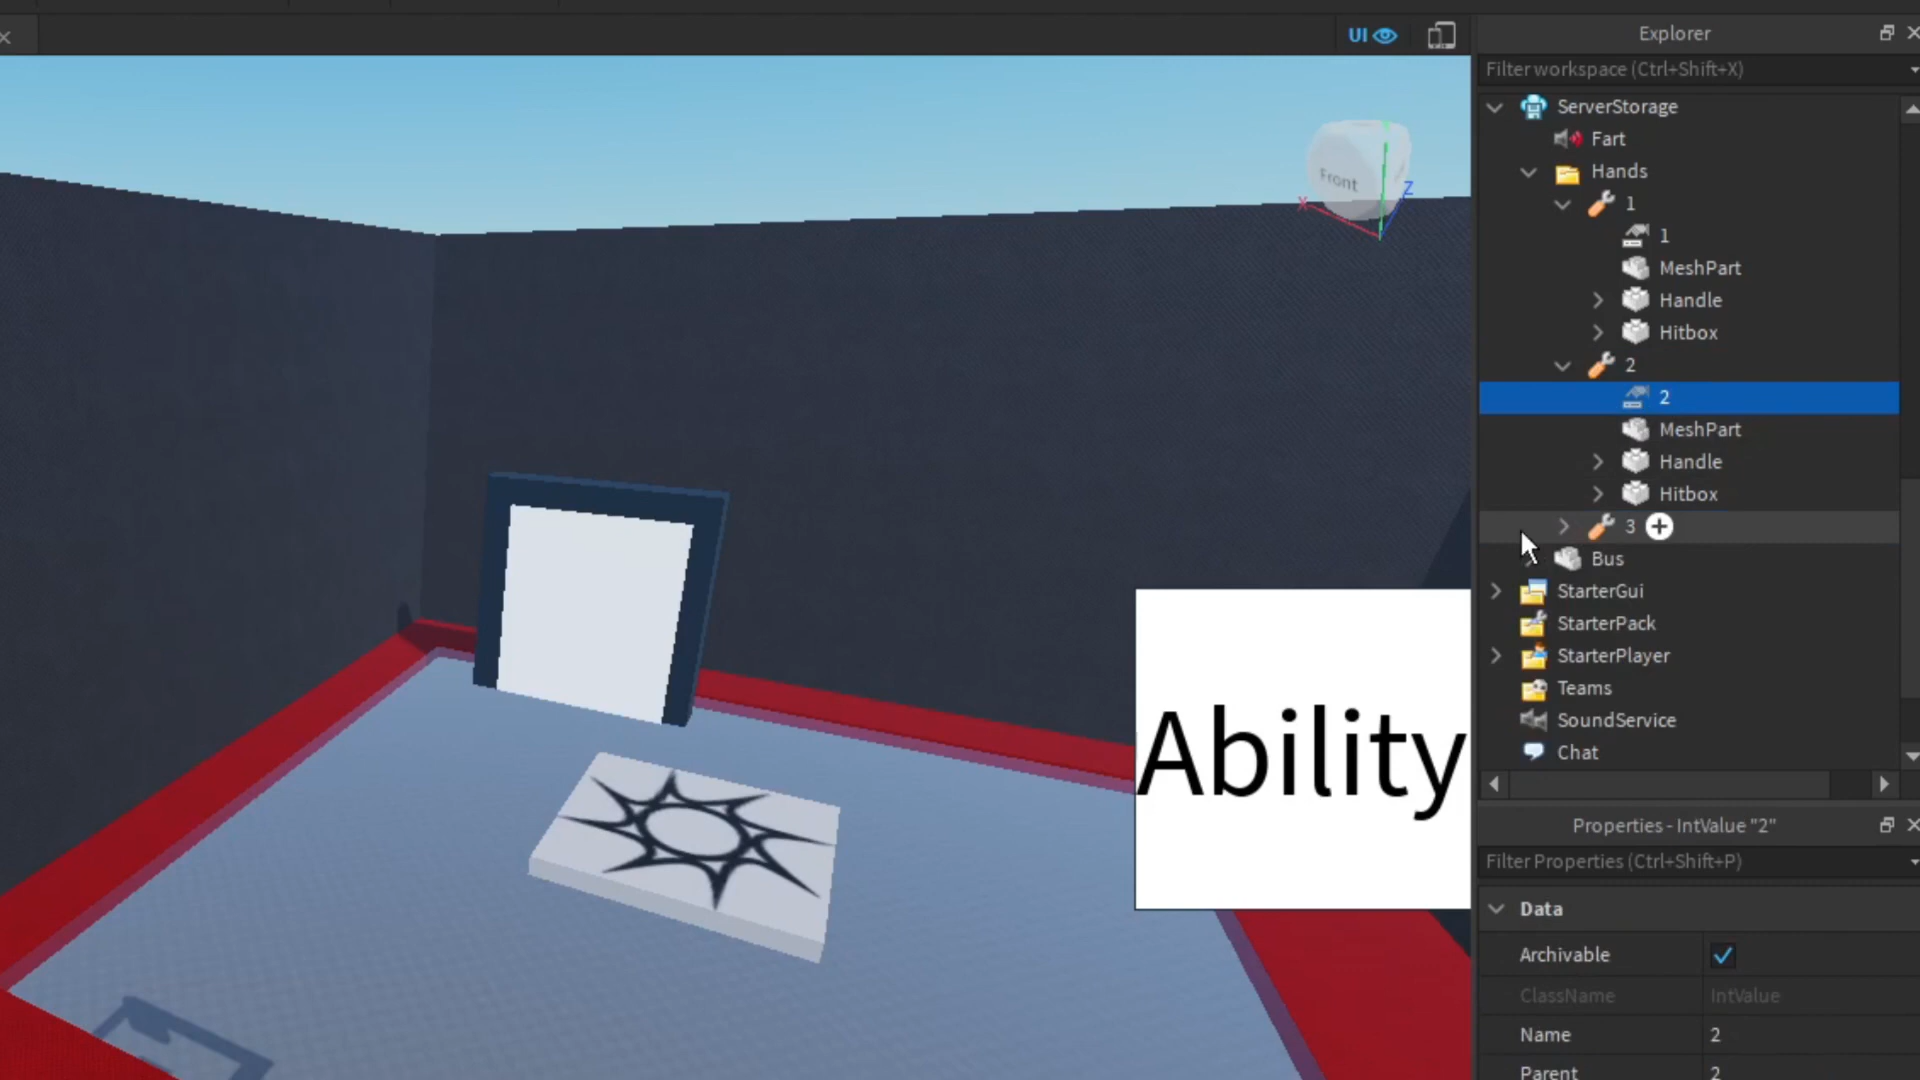 UI
Explorer
Filter workspace (Ctrl+Shift+X)
ServerStorage
Fart
Hands
1
1
MeshPart
Handle
Hitbox
2
2
MeshPart
Handle
Hitbox
3
Bus
StarterGui
StarterPack
StarterPlayer
Teams
SoundService
Chat
Front
X
Z
Ability
Properties - IntValue "2"
Filter Properties (Ctrl+Shift+P)
Data
Archivable
ClassName IntValue
Name 2
Parent 2